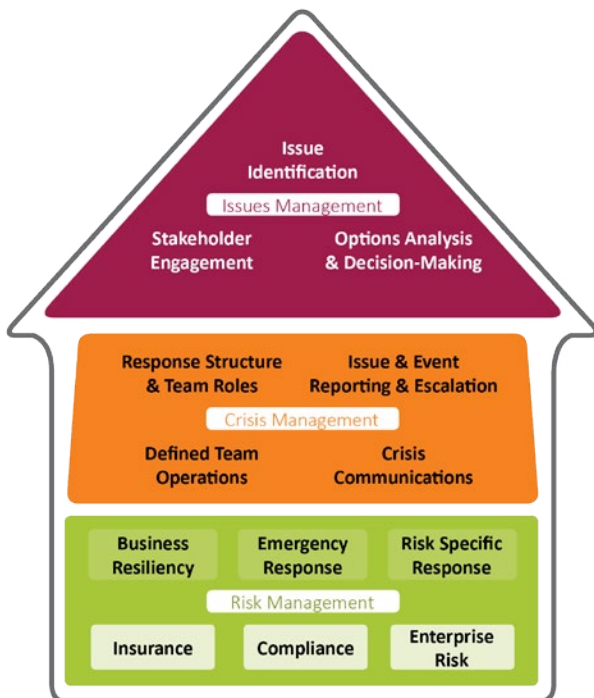 Issue
Identification
Issues Management
Stakeholder
Engagement
Options Analysis
& Decision-Making
Response Structure
& Team Roles
Issue & Event
Reporting & Escalation
Crisis Management
Defined Team
Operations
Crisis
Communications
Business
Resiliency
Emergency
Response
Risk Specific
Response
Risk Management
Insurance
Compliance
Enterprise
Risk